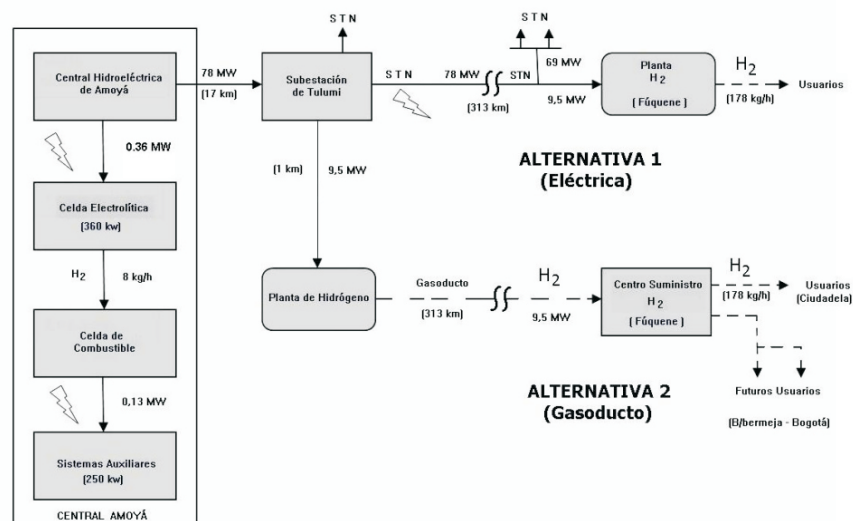 Central Hidroeléctrica
de Amoyá
0.36 MW
Celda Electrolítica
(360 kw)
H2
8 kg/h
Celda de
Combustible
0,13 MW
Sistemas Auxiliares
(250 kw)
CENTRAL AMOYÁ
78 MW
(17 km)
S T N
Subestación
de Tulumi
S T N
78 MW
(313 km)
STN
S T N
69 MW
9,5 MW
Planta
H2
( Fúquene )
H2
(178 kg/h)
Usuarios
ALTERNATIVA 1
(Eléctrica)
(1 km)
9,5 MW
Planta de Hidrógeno
Gasoducto
(313 km)
H2
9,5 MW
Centro Suministro
H2
( Fúquene )
H2
(178 kg/h)
Usuarios
(Ciudadela)
Futuros Usuarios
(B/bermeja - Bogotá)
ALTERNATIVA 2
(Gasoducto)